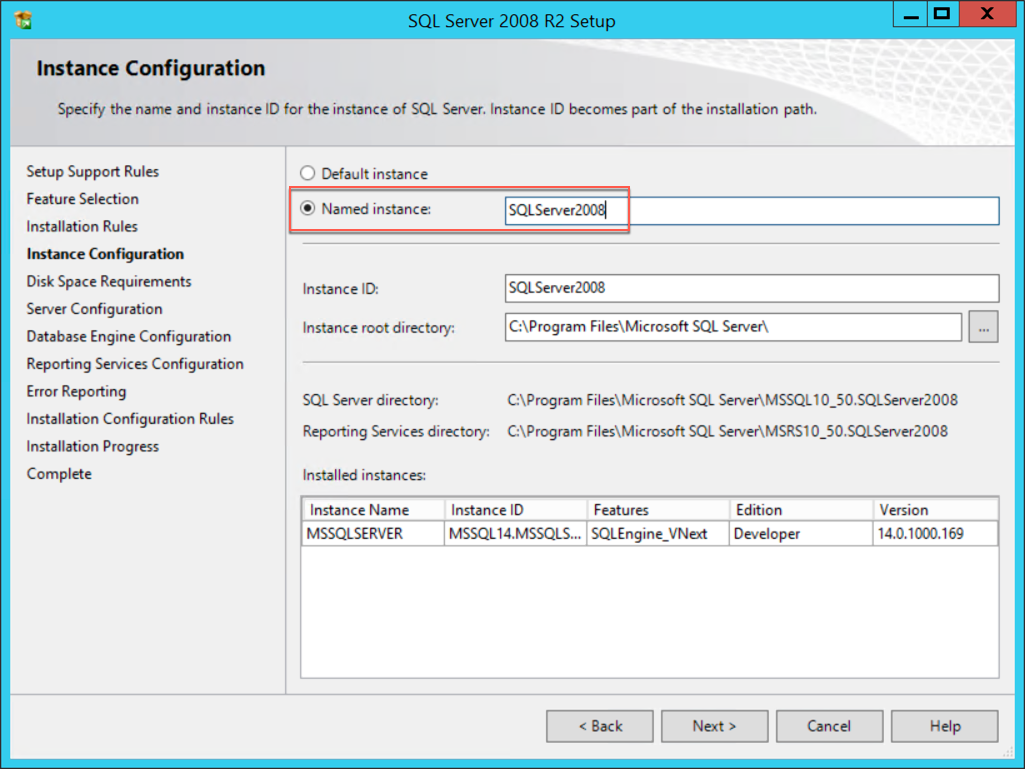 SQL Server 2008 R2 Setup
Instance Configuration
Specify the name and instance ID for the instance of SQL Server. Instance ID becomes part of the installation path.
Setup Support Rules
Feature Selection
Installation Rules
Instance Configuration
Disk Space Requirements
Server Configuration
Database Engine Configuration
Reporting Services Configuration
Error Reporting
Installation Configuration Rules
Installation Progress
Complete
Default instance
Named instance: SQLServer2008
Instance ID: SQLServer2008
Instance root directory: C:\Program Files\Microsoft SQL Server\ ...
SQL Server directory: C:\Program Files\Microsoft SQL Server\MSSQL10_50.SQLServer2008
Reporting Services directory: C:\Program Files\Microsoft SQL Server\MSRS10_50.SQLServer2008
Installed instances:
Instance Name Instance ID Features Edition Version
MSSQLSERVER MSSQL14.MSSQLS... SQLEngine_VNext Developer 14.0.1000.169
< Back Next > Cancel Help